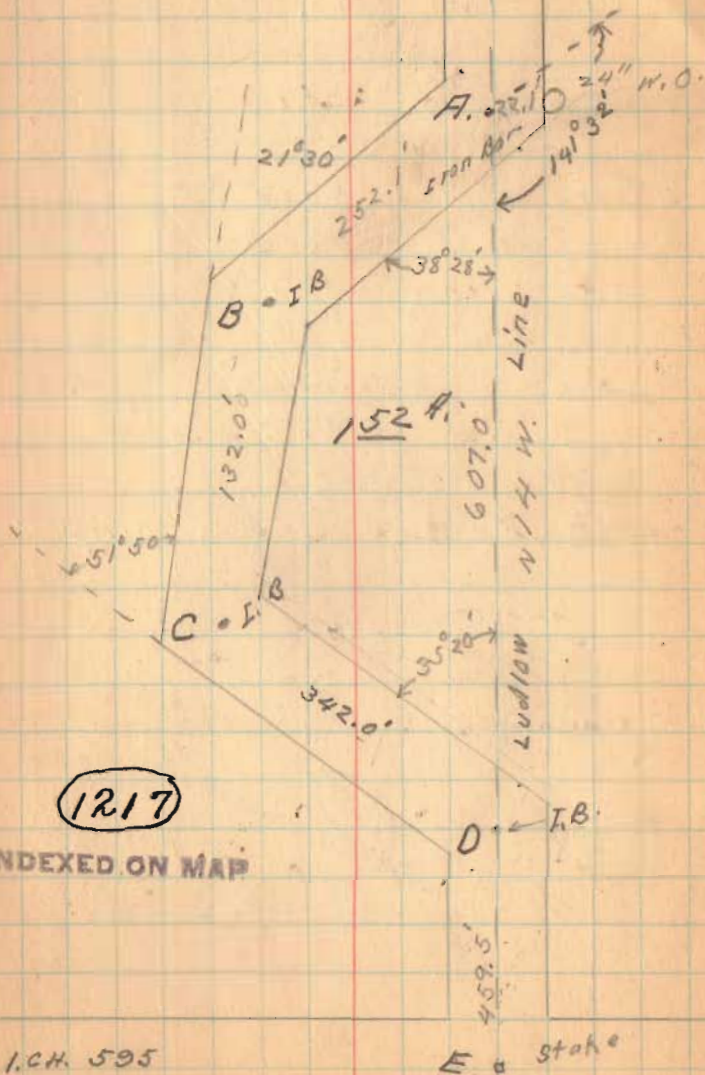 A.
22.1'
24" W.O.
141°32'
21°30'
252.1'
Iron Bar
38°28'
B • I B
132.0'
152 A.
607.0
Ludlow N 14 W. Line
51°50'
C • I.B
35°20'
342.0'
1217
D
I.B.
INDEXED ON MAP
459.5'
I.C.H. 595
E
Stake